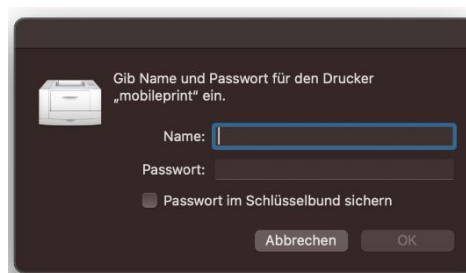 Gib Name und Passwort für den Drucker
„mobileprint“ ein.
Name:
Passwort:
Passwort im Schlüsselbund sichern
Abbrechen OK